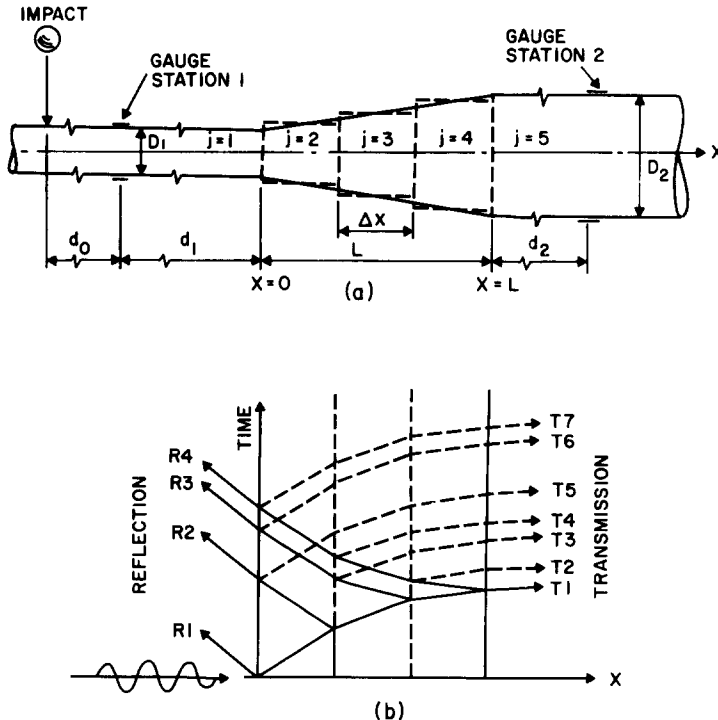 IMPACT
GAUGE
STATION 1
GAUGE
STATION 2
D1
j=1
j=2
j=3
j=4
j=5
D2
X
ΔX
d0
d1
L
d2
X=0
X=L
(a)
TIME
T7
T6
R4
R3
T5
R2
T4
T3
T2
R1
T1
REFLECTION
TRANSMISSION
X
(b)